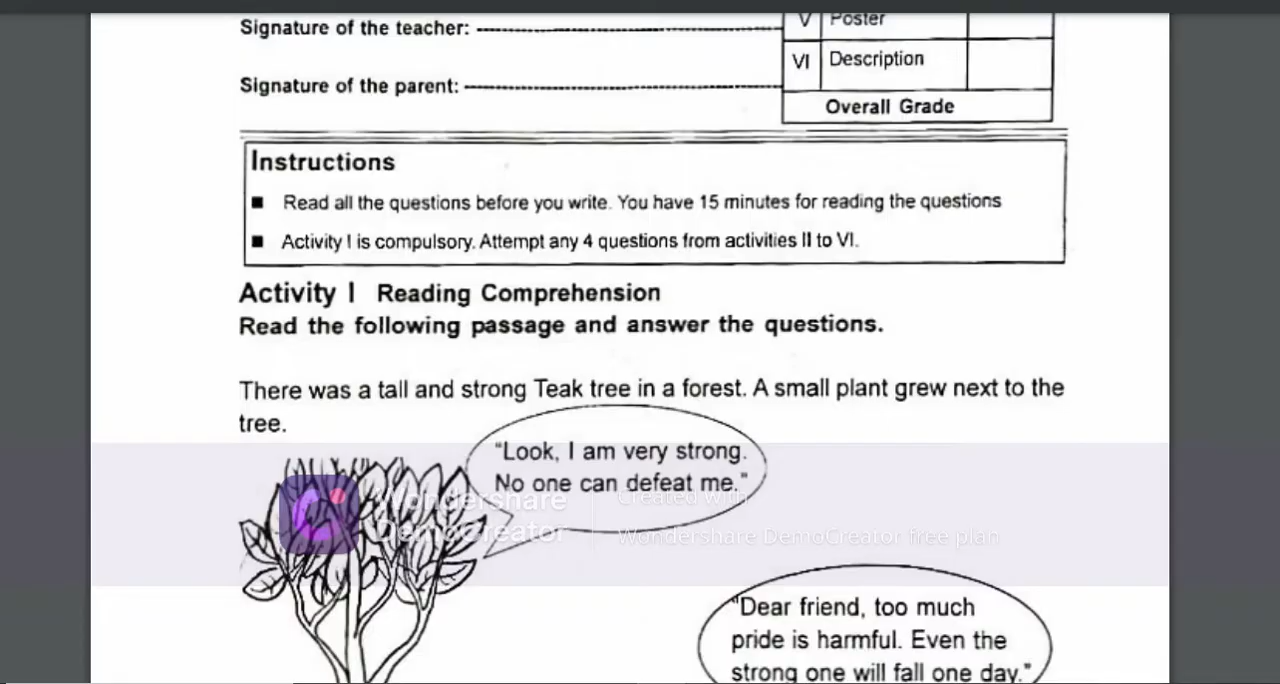 Signature of the teacher:
V Poster
VI Description
Signature of the parent:
Overall Grade
Instructions
■ Read all the questions before you write. You have 15 minutes for reading the questions
■ Activity I is compulsory. Attempt any 4 questions from activities II to VI.
Activity I Reading Comprehension
Read the following passage and answer the questions.
There was a tall and strong Teak tree in a forest. A small plant grew next to the
tree.
"Look, I am very strong.
No one can defeat me."
Wondershare
DemoCreator
Created with
Wondershare DemoCreator free plan
"Dear friend, too much
pride is harmful. Even the
strong one will fall one day."